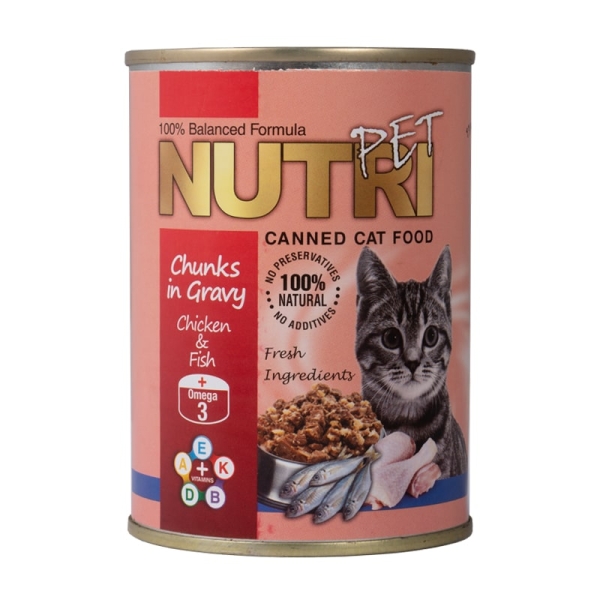 100% Balanced Formula
NUTRI
PET
CANNED CAT FOOD
Chunks
in Gravy
Chicken
&
Fish
+
Omega
3
NO PRESERVATIVES
100%
NATURAL
NO ADDITIVES
Fresh
Ingredients
E
A + K
VITAMINS
D B